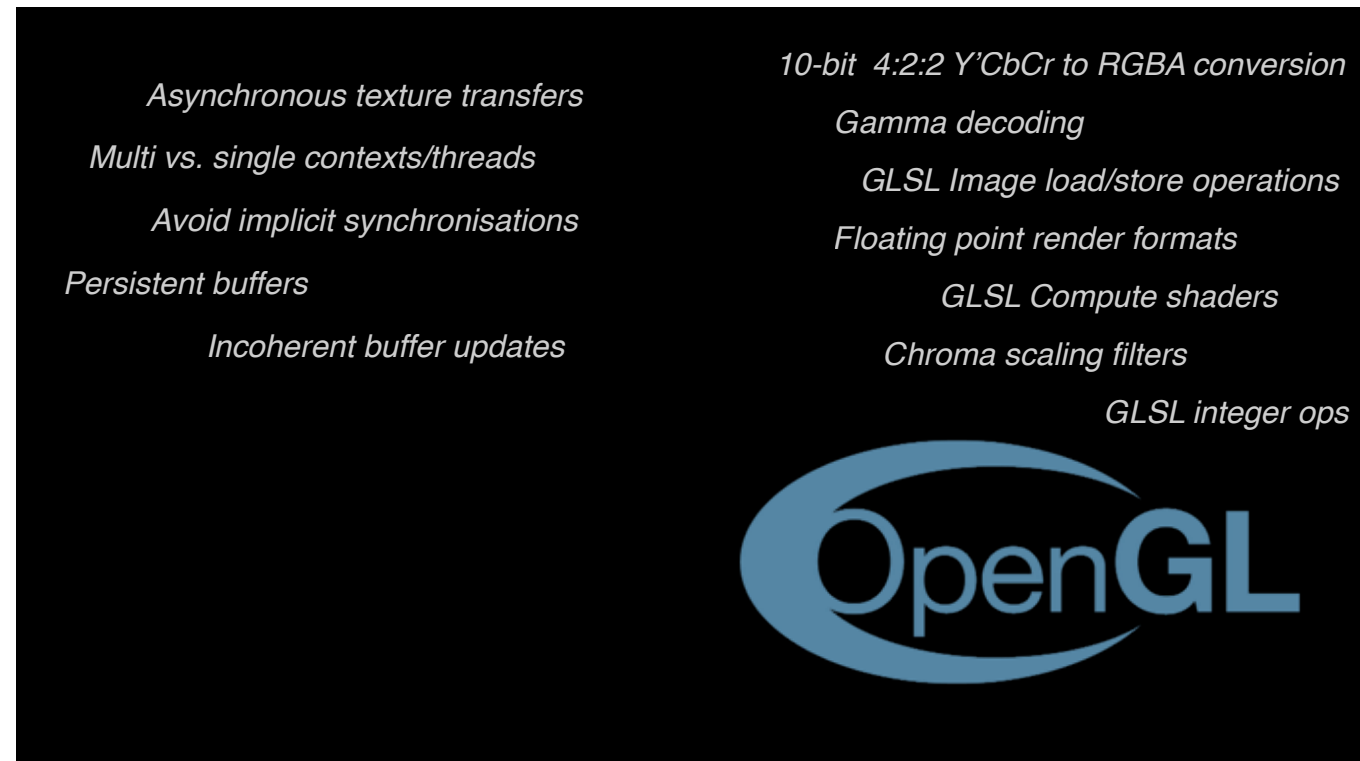 Asynchronous texture transfers
Multi vs. single contexts/threads
Avoid implicit synchronisations
Persistent buffers
Incoherent buffer updates
10-bit  4:2:2 Y’CbCr to RGBA conversion
Gamma decoding
GLSL Image load/store operations
Floating point render formats
GLSL Compute shaders
Chroma scaling filters
GLSL integer ops
OpenGL